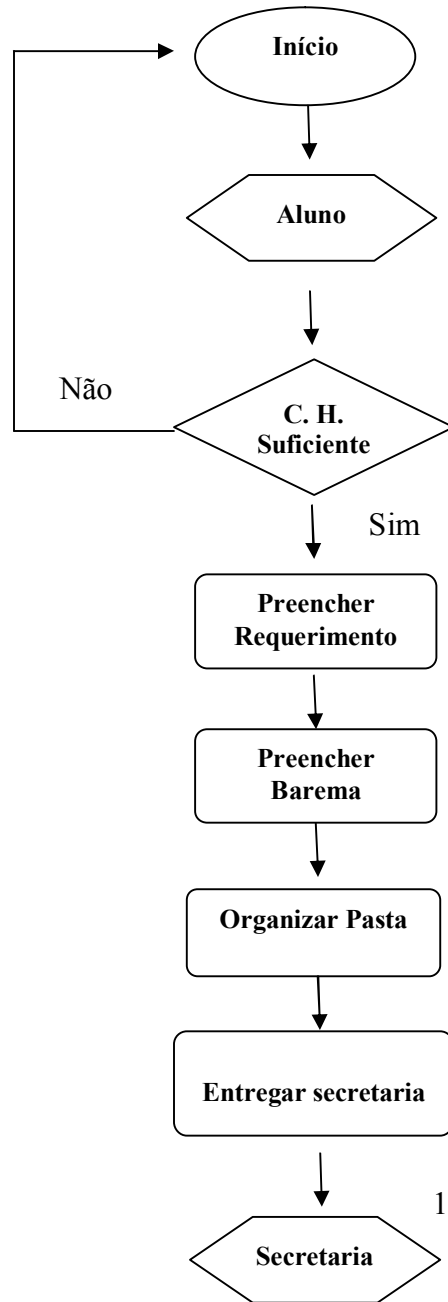 Início
Aluno
Não
C. H.
Suficiente
Sim
Preencher
Requerimento
Preencher
Barema
Organizar Pasta
Entregar secretaria
1
Secretaria